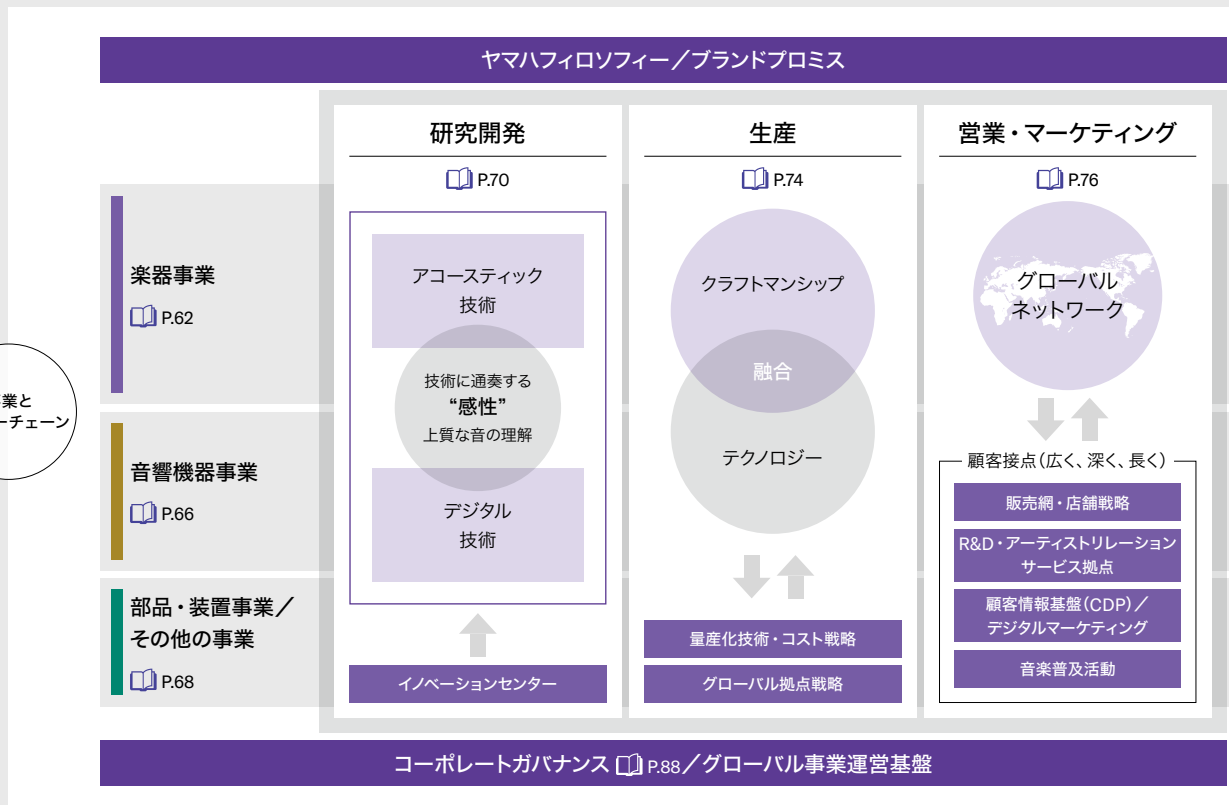 ヤマハフィロソフィー／ブランドプロミス
研究開発
P.70
生産
P.74
営業・マーケティング
P.76
楽器事業
P.62
音響機器事業
P.66
部品・装置事業／
その他の事業
P.68
業と
ーチェーン
アコースティック
技術
技術に通奏する
“感性”
上質な音の理解
デジタル
技術
イノベーションセンター
クラフトマンシップ
融合
テクノロジー
量産化技術・コスト戦略
グローバル拠点戦略
グローバル
ネットワーク
顧客接点（広く、深く、長く）
販売網・店舗戦略
R&D・アーティストリレーション
サービス拠点
顧客情報基盤（CDP）／
デジタルマーケティング
音楽普及活動
コーポレートガバナンス P.88／グローバル事業運営基盤